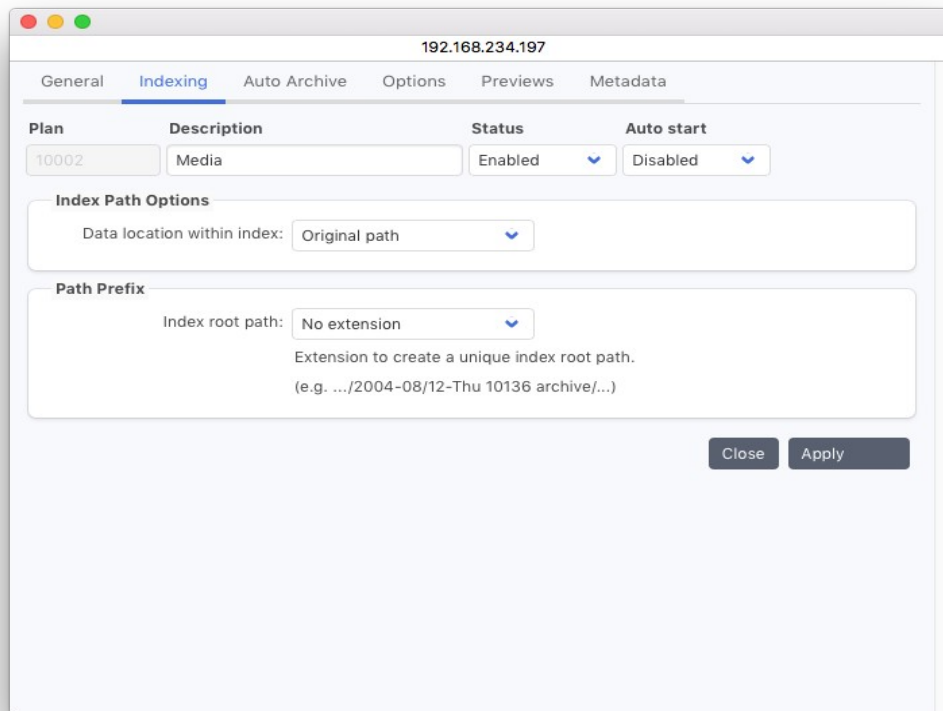 192.168.234.197
General Indexing Auto Archive Options Previews Metadata
Plan Description Status Auto start
10002 Media Enabled Disabled
Index Path Options
Data location within index: Original path
Path Prefix
Index root path: No extension
Extension to create a unique index root path.
(e.g. .../2004-08/12-Thu 10136 archive/...)
Close Apply